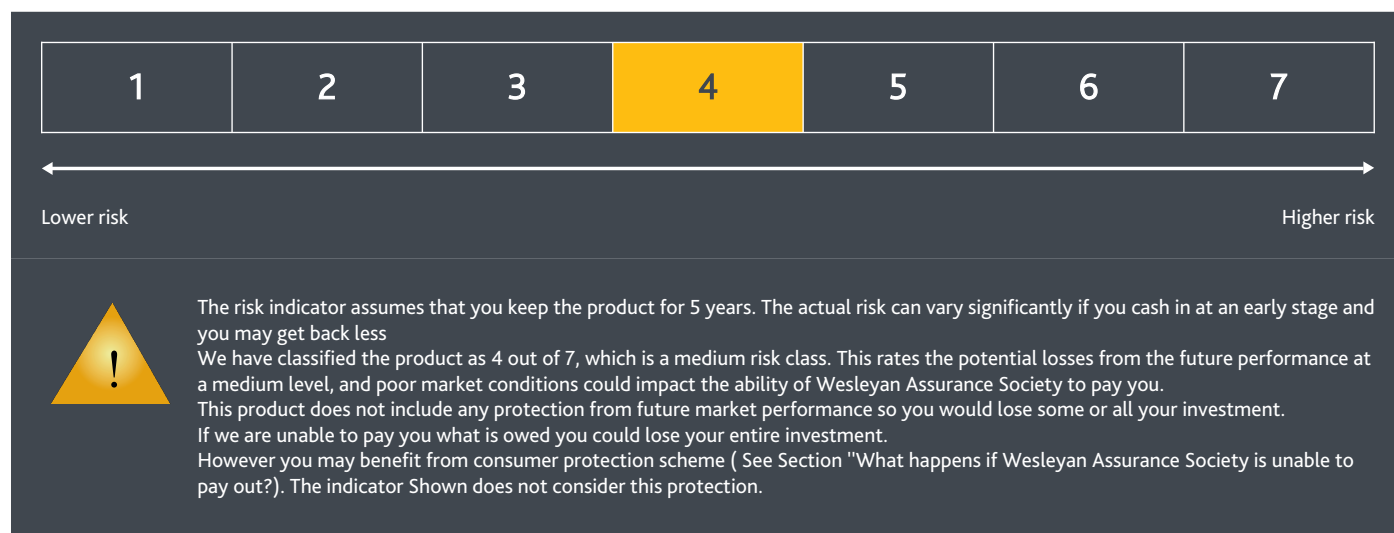 1 2 3 4 5 6 7
Lower risk Higher risk
!
The risk indicator assumes that you keep the product for 5 years. The actual risk can vary significantly if you cash in at an early stage and
you may get back less
We have classified the product as 4 out of 7, which is a medium risk class. This rates the potential losses from the future performance at
a medium level, and poor market conditions could impact the ability of Wesleyan Assurance Society to pay you.
This product does not include any protection from future market performance so you would lose some or all your investment.
If we are unable to pay you what is owed you could lose your entire investment.
However you may benefit from consumer protection scheme ( See Section "What happens if Wesleyan Assurance Society is unable to
pay out?). The indicator Shown does not consider this protection.